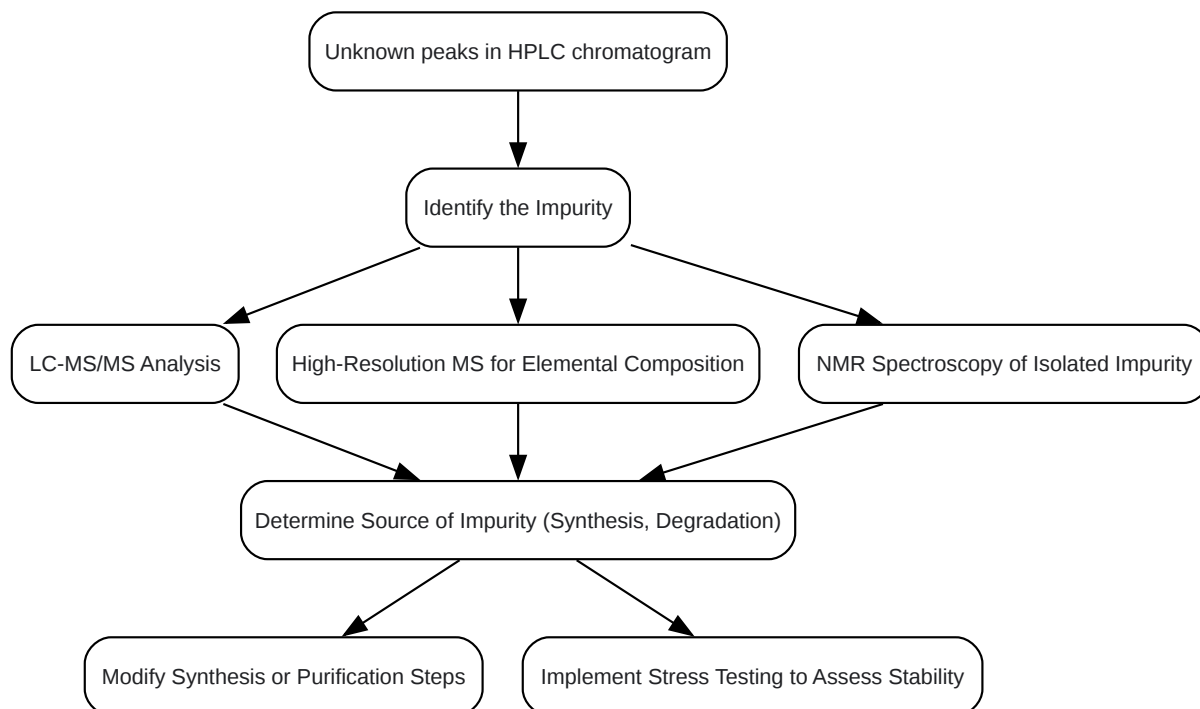 Unknown peaks in HPLC chromatogram
Identify the Impurity
LC-MS/MS Analysis
High-Resolution MS for Elemental Composition
NMR Spectroscopy of Isolated Impurity
Determine Source of Impurity (Synthesis, Degradation)
Modify Synthesis or Purification Steps
Implement Stress Testing to Assess Stability